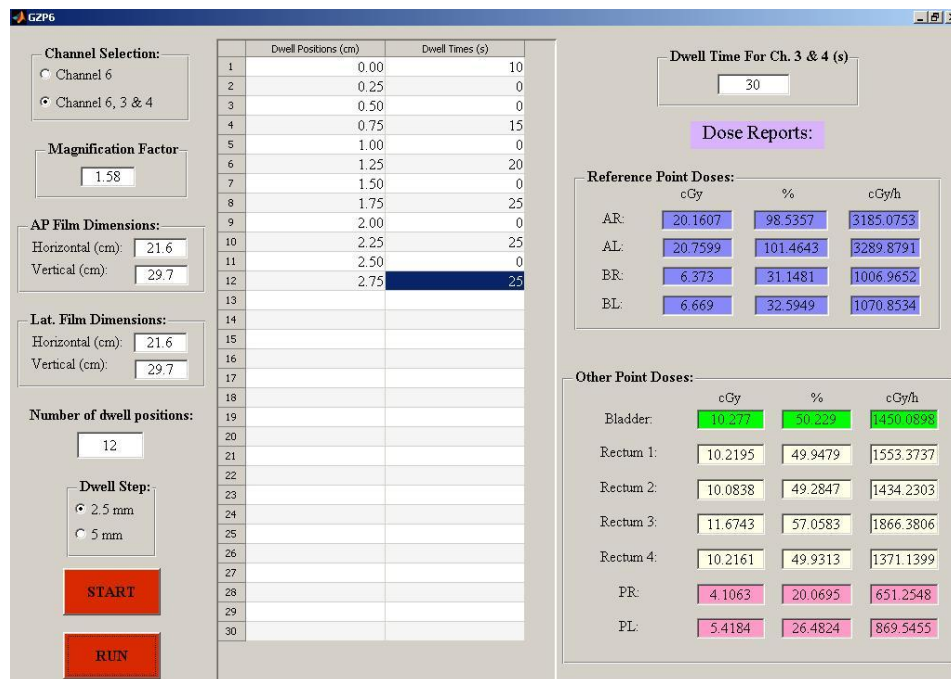 GZP6
Channel Selection:
Channel 6
Channel 6, 3 & 4
Magnification Factor
1.58
AP Film Dimensions:
Horizontal (cm): 21.6
Vertical (cm): 29.7
Lat. Film Dimensions:
Horizontal (cm): 21.6
Vertical (cm): 29.7
Number of dwell positions:
12
Dwell Step:
2.5 mm
5 mm
START
RUN
Dwell Positions (cm) Dwell Times (s)
1 0.00 10
2 0.25 0
3 0.50 0
4 0.75 15
5 1.00 0
6 1.25 20
7 1.50 0
8 1.75 25
9 2.00 0
10 2.25 25
11 2.50 0
12 2.75 25
13
14
15
16
17
18
19
20
21
22
23
24
25
26
27
28
29
30
Dwell Time For Ch. 3 & 4 (s)
30
Dose Reports:
Reference Point Doses:
cGy % cGy/h
AR: 20.1607 98.5357 3185.0753
AL: 20.7599 101.4643 3289.8791
BR: 6.373 31.1481 1006.9652
BL: 6.669 32.5949 1070.8534
Other Point Doses:
cGy % cGy/h
Bladder: 10.277 50.229 1450.0898
Rectum 1: 10.2195 49.9479 1553.3737
Rectum 2: 10.0838 49.2847 1434.2303
Rectum 3: 11.6743 57.0583 1866.3806
Rectum 4: 10.2161 49.9313 1371.1399
PR: 4.1063 20.0695 651.2548
PL: 5.4184 26.4824 869.5455